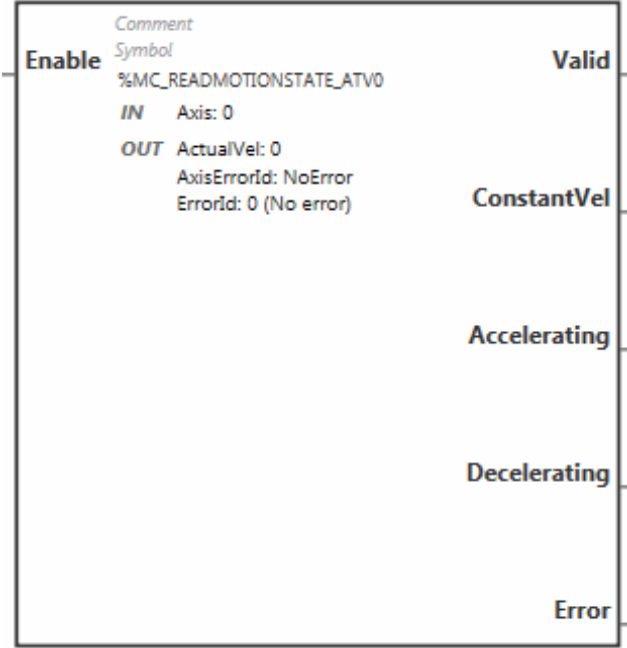 Comment
Enable Symbol Valid
%MC_READMOTIONSTATE_ATV0
IN Axis: 0
OUT ActualVel: 0
AxisErrorId: NoError
ErrorId: 0 (No error)
ConstantVel
Accelerating
Decelerating
Error